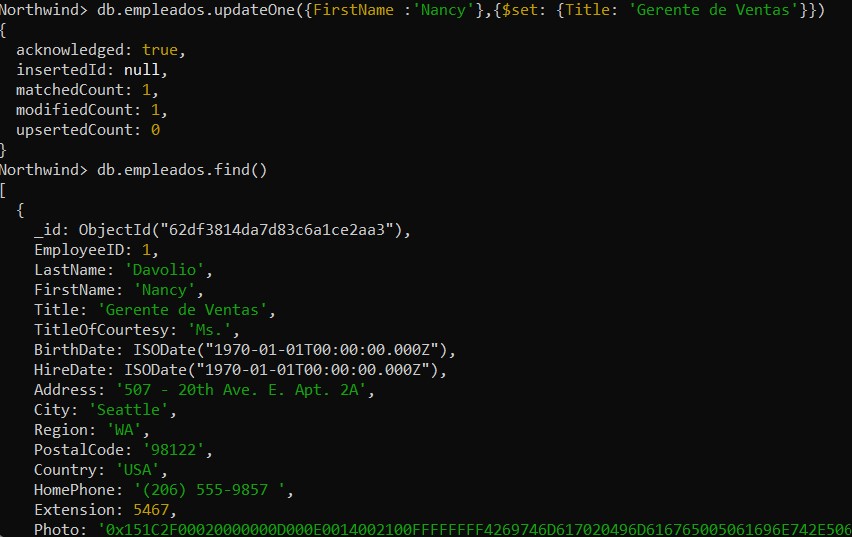 Northwind> db.empleados.updateOne({FirstName :'Nancy'},{$set: {Title: 'Gerente de Ventas'}})
{
  acknowledged: true,
  insertedId: null,
  matchedCount: 1,
  modifiedCount: 1,
  upsertedCount: 0
}
Northwind> db.empleados.find()
[
  {
    _id: ObjectId("62df3814da7d83c6a1ce2aa3"),
    EmployeeID: 1,
    LastName: 'Davolio',
    FirstName: 'Nancy',
    Title: 'Gerente de Ventas',
    TitleOfCourtesy: 'Ms.',
    BirthDate: ISODate("1970-01-01T00:00:00.000Z"),
    HireDate: ISODate("1970-01-01T00:00:00.000Z"),
    Address: '507 - 20th Ave. E. Apt. 2A',
    City: 'Seattle',
    Region: 'WA',
    PostalCode: '98122',
    Country: 'USA',
    HomePhone: '(206) 555-9857 ',
    Extension: 5467,
    Photo: '0x151C2F00020000000D000E0014002100FFFFFFFF4269746D617020496D616765005061696E742E506